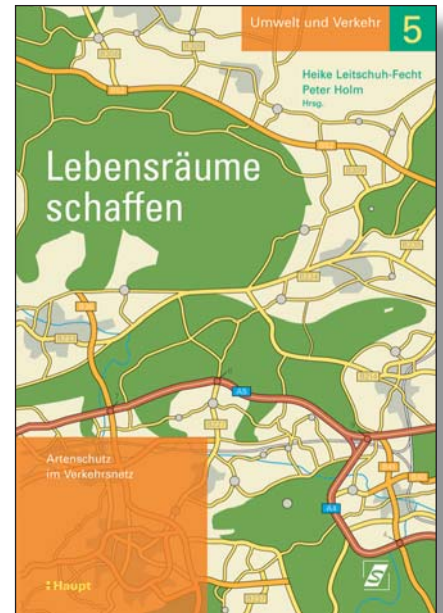 Umwelt und Verkehr 5
Heike Leitschuh-Fecht
Peter Holm
Hrsg.
Lebensräume
schaffen
A5
A4
Artenschutz
im Verkehrsnetz
Haupt